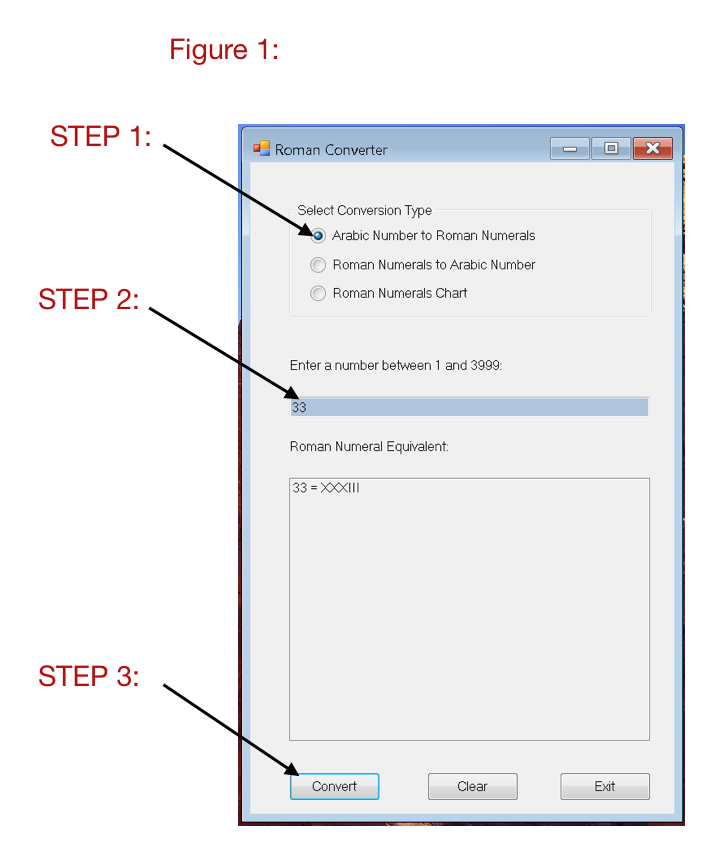 Figure 1:
STEP 1:
Roman Converter
Select Conversion Type
Arabic Number to Roman Numerals
Roman Numerals to Arabic Number
Roman Numerals Chart
STEP 2:
Enter a number between 1 and 3999:
33
Roman Numeral Equivalent:
33 = XXXIII
STEP 3:
Convert Clear Exit